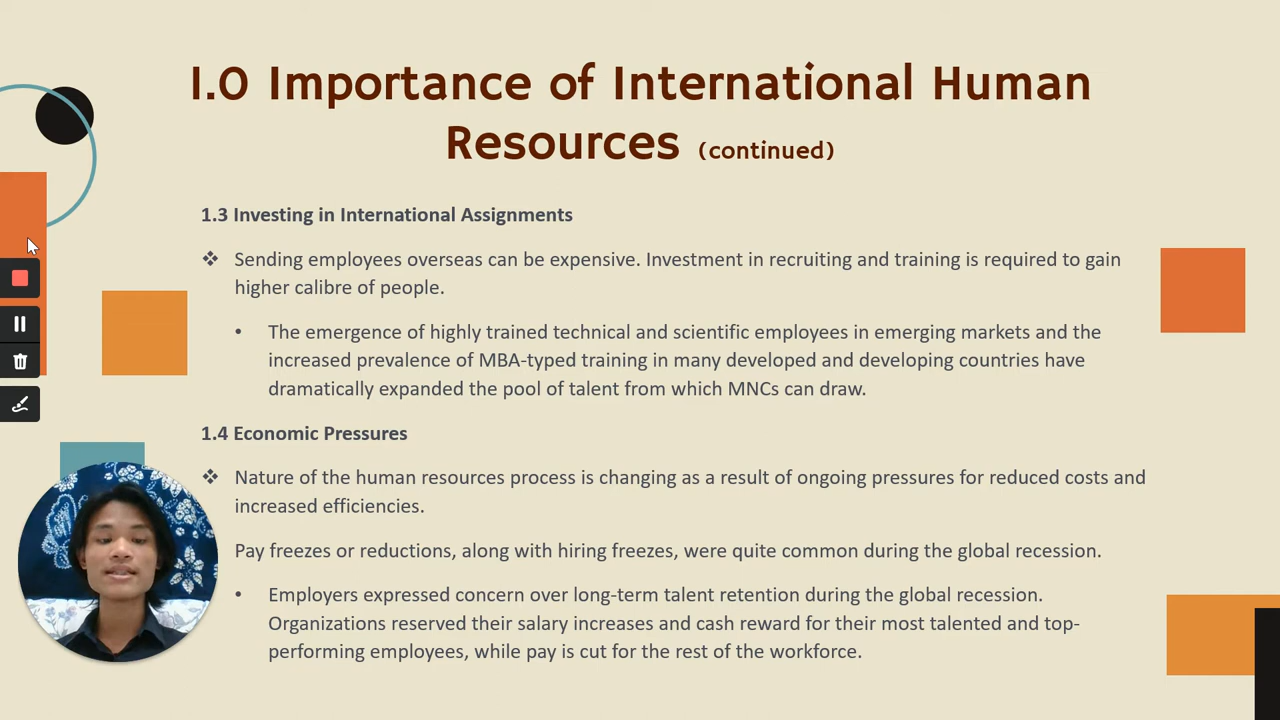 1.0 Importance of International Human
Resources (continued)
1.3 Investing in International Assignments
❖ Sending employees overseas can be expensive. Investment in recruiting and training is required to gain
higher calibre of people.
• The emergence of highly trained technical and scientific employees in emerging markets and the
increased prevalence of MBA-typed training in many developed and developing countries have
dramatically expanded the pool of talent from which MNCs can draw.
1.4 Economic Pressures
❖ Nature of the human resources process is changing as a result of ongoing pressures for reduced costs and
increased efficiencies.
Pay freezes or reductions, along with hiring freezes, were quite common during the global recession.
• Employers expressed concern over long-term talent retention during the global recession.
Organizations reserved their salary increases and cash reward for their most talented and top-
performing employees, while pay is cut for the rest of the workforce.